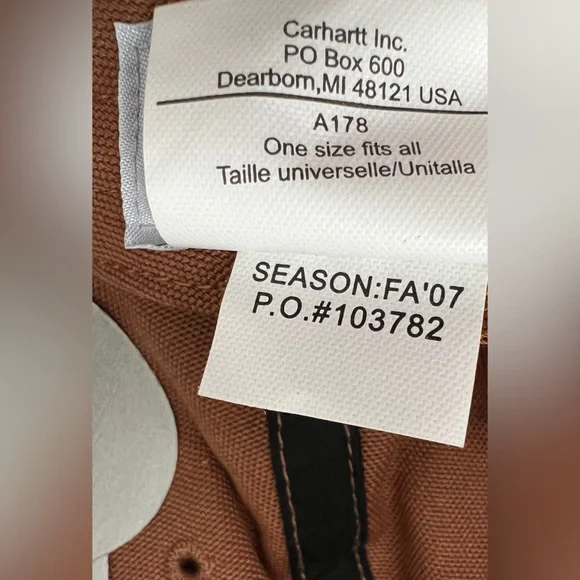 Carhartt Inc.
PO Box 600
Dearborn,MI 48121 USA
A178
One size fits all
Taille universelle/Unitalla
SEASON:FA'07
P.O.#103782